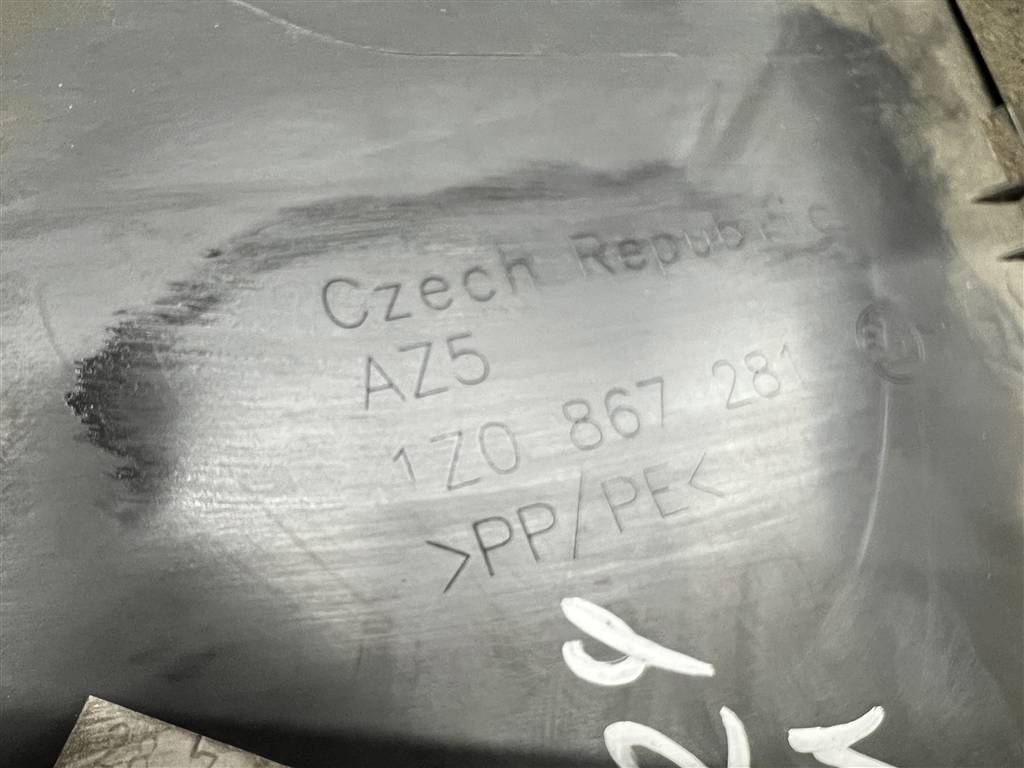 Czech Republic
AZ5
1Z0 867 281
>PP/PE<